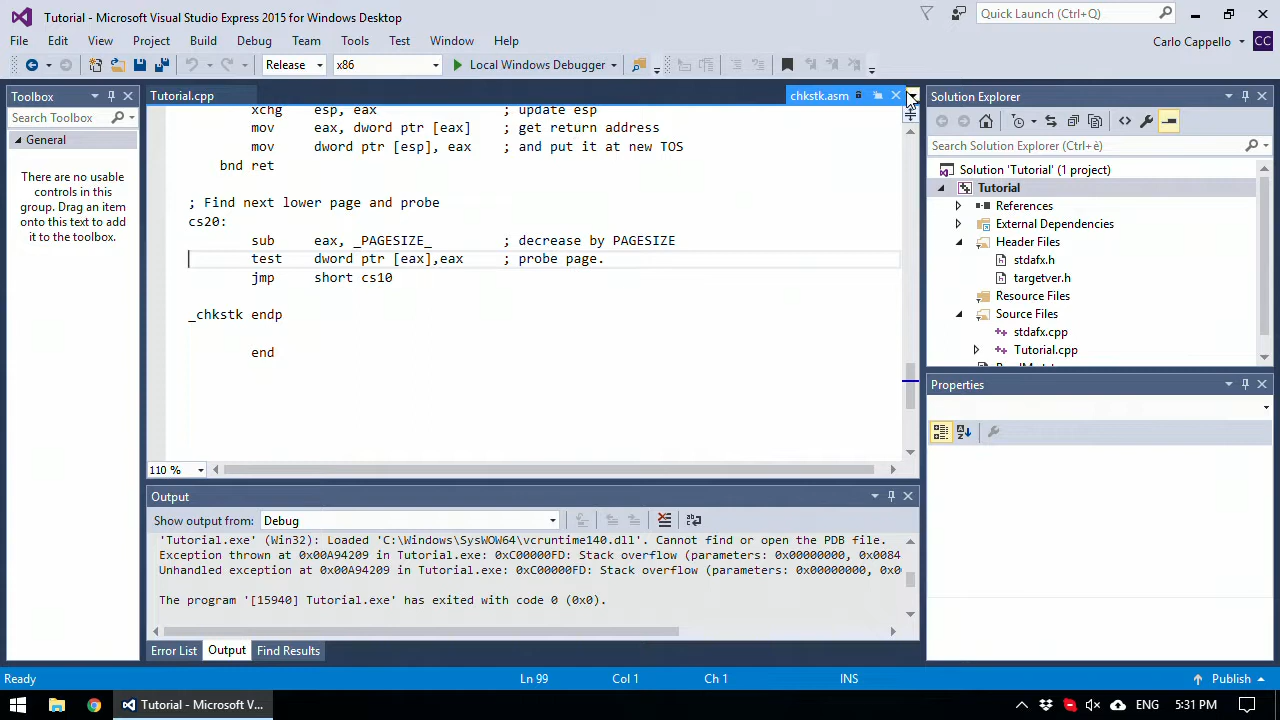 Tutorial - Microsoft Visual Studio Express 2015 for Windows Desktop
Quick Launch (Ctrl+Q)
File Edit View Project Build Debug Team Tools Test Window Help
Carlo Cappello CC
Release x86 Local Windows Debugger
Toolbox
Search Toolbox
General
There are no usable
controls in this
group. Drag an item
onto this text to add
it to the toolbox.
Tutorial.cpp chkstk.asm
xchg esp, eax ; update esp
mov eax, dword ptr [eax] ; get return address
mov dword ptr [esp], eax ; and put it at new TOS
bnd ret
; Find next lower page and probe
cs20:
sub eax, _PAGESIZE_ ; decrease by PAGESIZE
test dword ptr [eax],eax ; probe page.
jmp short cs10
_chkstk endp
end
110 %
Solution Explorer
Search Solution Explorer (Ctrl+è)
Solution 'Tutorial' (1 project)
Tutorial
References
External Dependencies
Header Files
stdafx.h
targetver.h
Resource Files
Source Files
stdafx.cpp
Tutorial.cpp
Properties
Output
Show output from: Debug
'Tutorial.exe' (Win32): Loaded 'C:\Windows\SysWOW64\vcruntime140.dll'. Cannot find or open the PDB file.
Exception thrown at 0x00A94209 in Tutorial.exe: 0xC00000FD: Stack overflow (parameters: 0x00000000, 0x0084
Unhandled exception at 0x00A94209 in Tutorial.exe: 0xC00000FD: Stack overflow (parameters: 0x00000000, 0x0
The program '[15940] Tutorial.exe' has exited with code 0 (0x0).
Error List Output Find Results
Ready Ln 99 Col 1 Ch 1 INS Publish
Tutorial - Microsoft V... ENG 5:31 PM